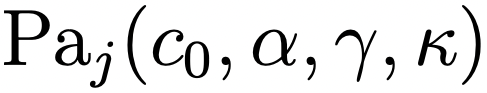 Pa_j(c_0, α, γ, κ)